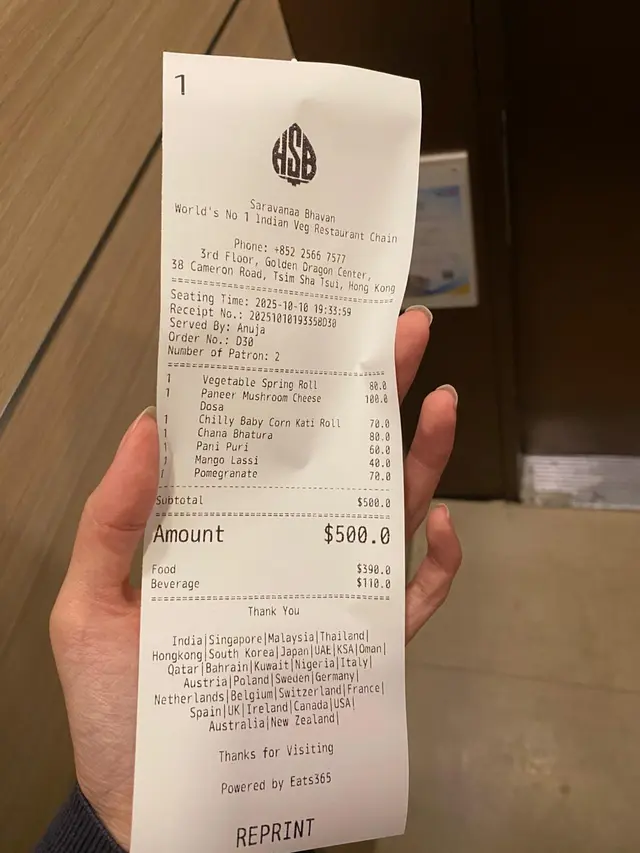 1
HSB
Saravanaa Bhavan
World's No 1 Indian Veg Restaurant Chain
Phone: +852 2566 7577
3rd Floor, Golden Dragon Center,
38 Cameron Road, Tsim Sha Tsui, Hong Kong
Seating Time: 2025-10-10 19:33:59
Receipt No.: 20251010193358D30
Served By: Anuja
Order No.: D30
Number of Patron: 2
1 Vegetable Spring Roll 80.0
1 Paneer Mushroom Cheese 100.0
Dosa
1 Chilly Baby Corn Kati Roll 70.0
1 Chana Bhatura 80.0
1 Pani Puri 60.0
1 Mango Lassi 40.0
1 Pomegranate 70.0
Subtotal $500.0
Amount $500.0
Food $390.0
Beverage $110.0
Thank You
India|Singapore|Malaysia|Thailand|
Hongkong|South Korea|Japan|UAE|KSA|Oman|
Qatar|Bahrain|Kuwait|Nigeria|Italy|
Austria|Poland|Sweden|Germany|
Netherlands|Belgium|Switzerland|France|
Spain|UK|Ireland|Canada|USA|
Australia|New Zealand|
Thanks for Visiting
Powered by Eats365
REPRINT